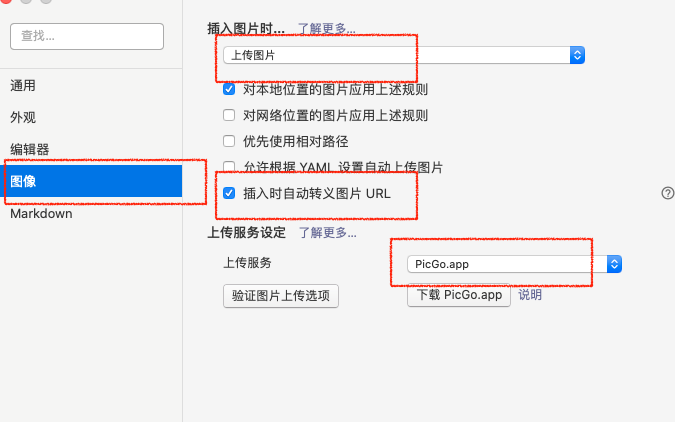 查找...
通用
外观
编辑器
图像
Markdown
插入图片时... 了解更多...
上传图片
对本地位置的图片应用上述规则
对网络位置的图片应用上述规则
优先使用相对路径
允许根据 YAML 设置自动上传图片
插入时自动转义图片 URL
?
上传服务设定 了解更多...
上传服务 PicGo.app
验证图片上传选项 下载 PicGo.app 说明